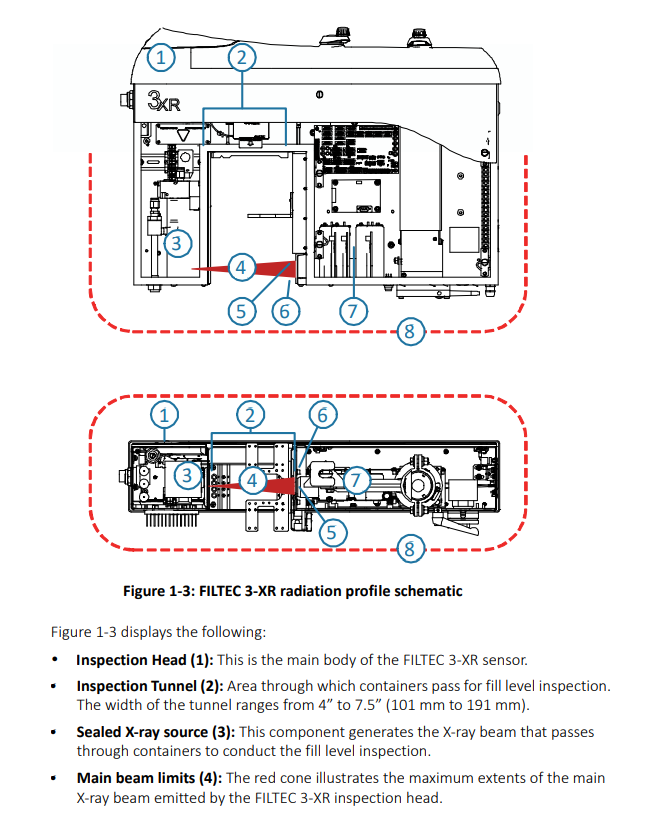 1
2
3XR
3
4
5
6
7
8
1
2
6
3
4
7
5
8
Figure 1-3: FILTEC 3-XR radiation profile schematic
Figure 1-3 displays the following:
• Inspection Head (1): This is the main body of the FILTEC 3-XR sensor.
• Inspection Tunnel (2): Area through which containers pass for fill level inspection.
The width of the tunnel ranges from 4” to 7.5” (101 mm to 191 mm).
• Sealed X-ray source (3): This component generates the X-ray beam that passes
through containers to conduct the fill level inspection.
• Main beam limits (4): The red cone illustrates the maximum extents of the main
X-ray beam emitted by the FILTEC 3-XR inspection head.